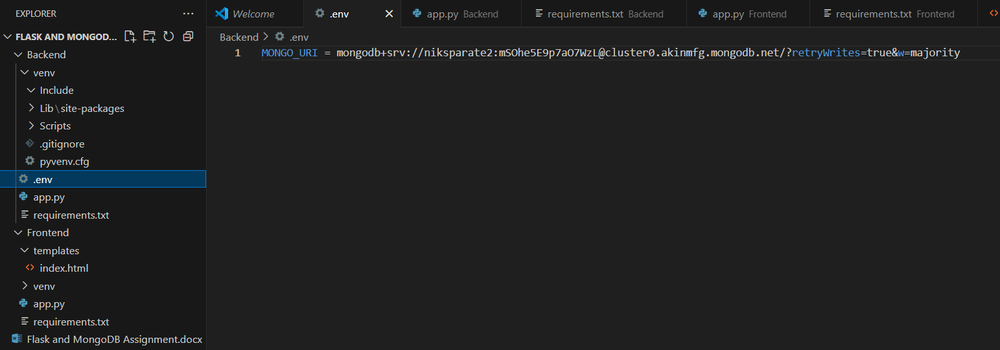 EXPLORER ...
FLASK AND MONGOD...
Backend
venv
Include
Lib\site-packages
Scripts
.gitignore
pyvenv.cfg
.env
app.py
requirements.txt
Frontend
templates
index.html
venv
app.py
requirements.txt
Flask and MongoDB Assignment.docx
Welcome .env app.py Backend requirements.txt Backend app.py Frontend requirements.txt Frontend
Backend > .env
1 MONGO_URI = mongodb+srv://niksparate2:mSOhe5E9p7aO7WzL@cluster0.akinmfg.mongodb.net/?retryWrites=true&w=majority